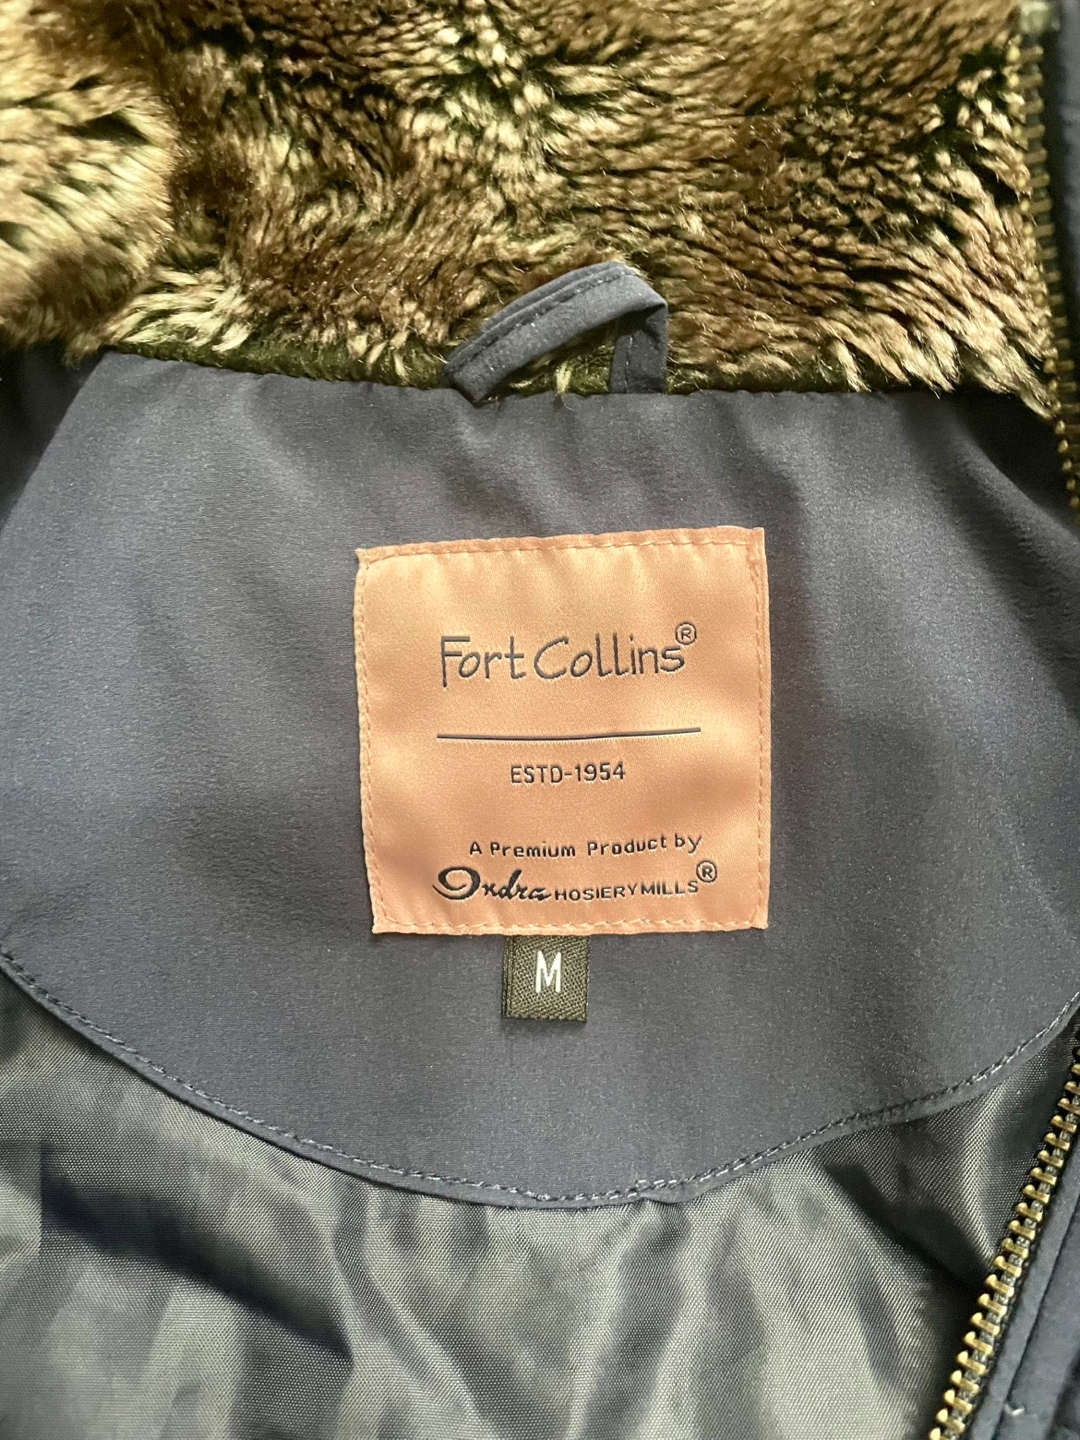 Fort Collins®
ESTD-1954
A Premium Product by
Indra HOSIERY MILLS®
M